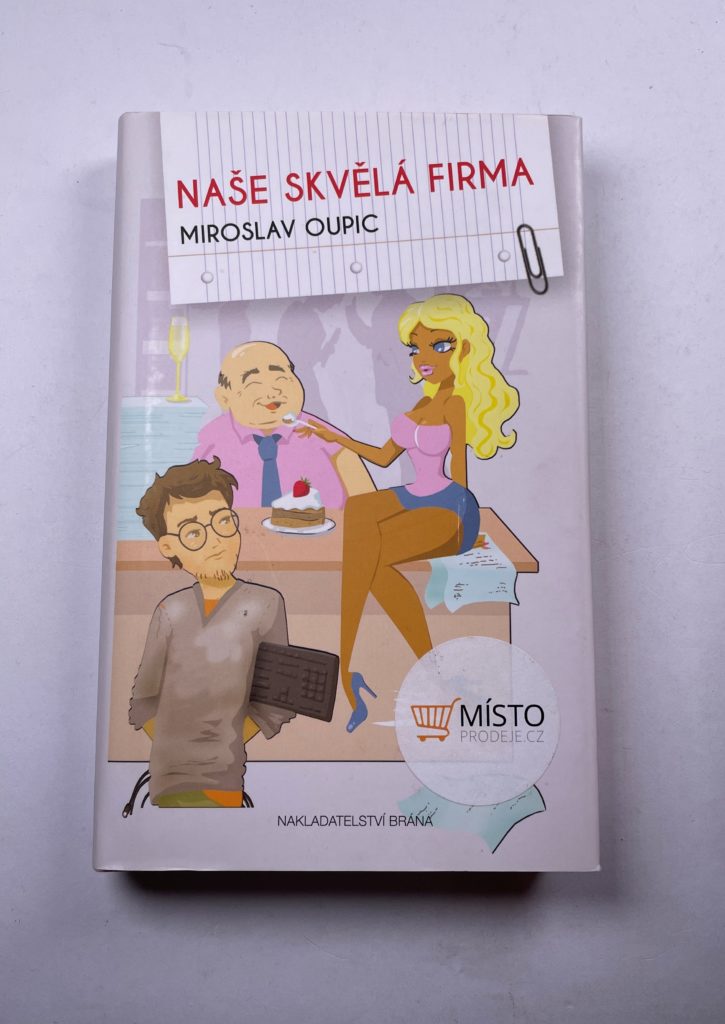 NAŠE SKVĚLÁ FIRMA
MIROSLAV OUPIC
MÍSTO
PRODEJE.CZ
NAKLADATELSTVÍ BRÁNA